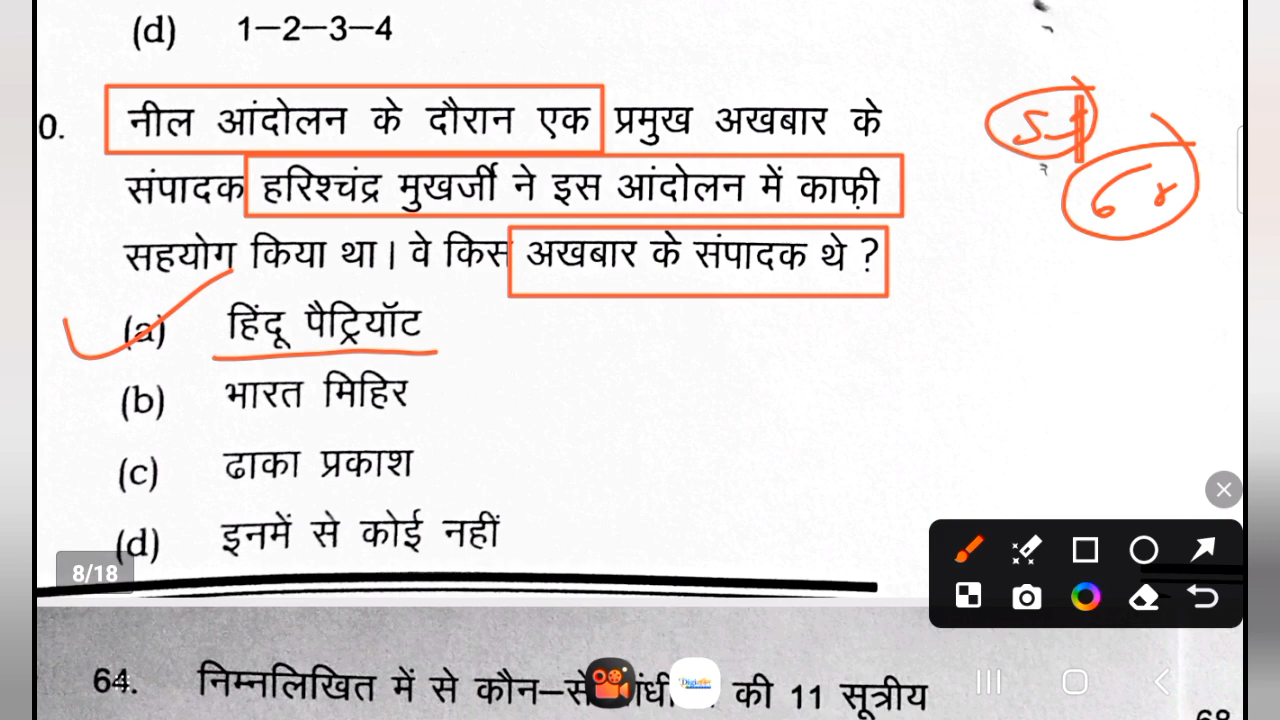 (d) 1–2–3–4
0. नील आंदोलन के दौरान एक प्रमुख अखबार के
संपादक हरिश्चंद्र मुखर्जी ने इस आंदोलन में काफ़ी
सहयोग किया था। वे किस अखबार के संपादक थे ?
(a) हिंदू पैट्रियॉट
(b) भारत मिहिर
(c) ढाका प्रकाश
(d) इनमें से कोई नहीं
8/18
64. निम्नलिखित में से कौन–से की 11 सूत्रीय
68